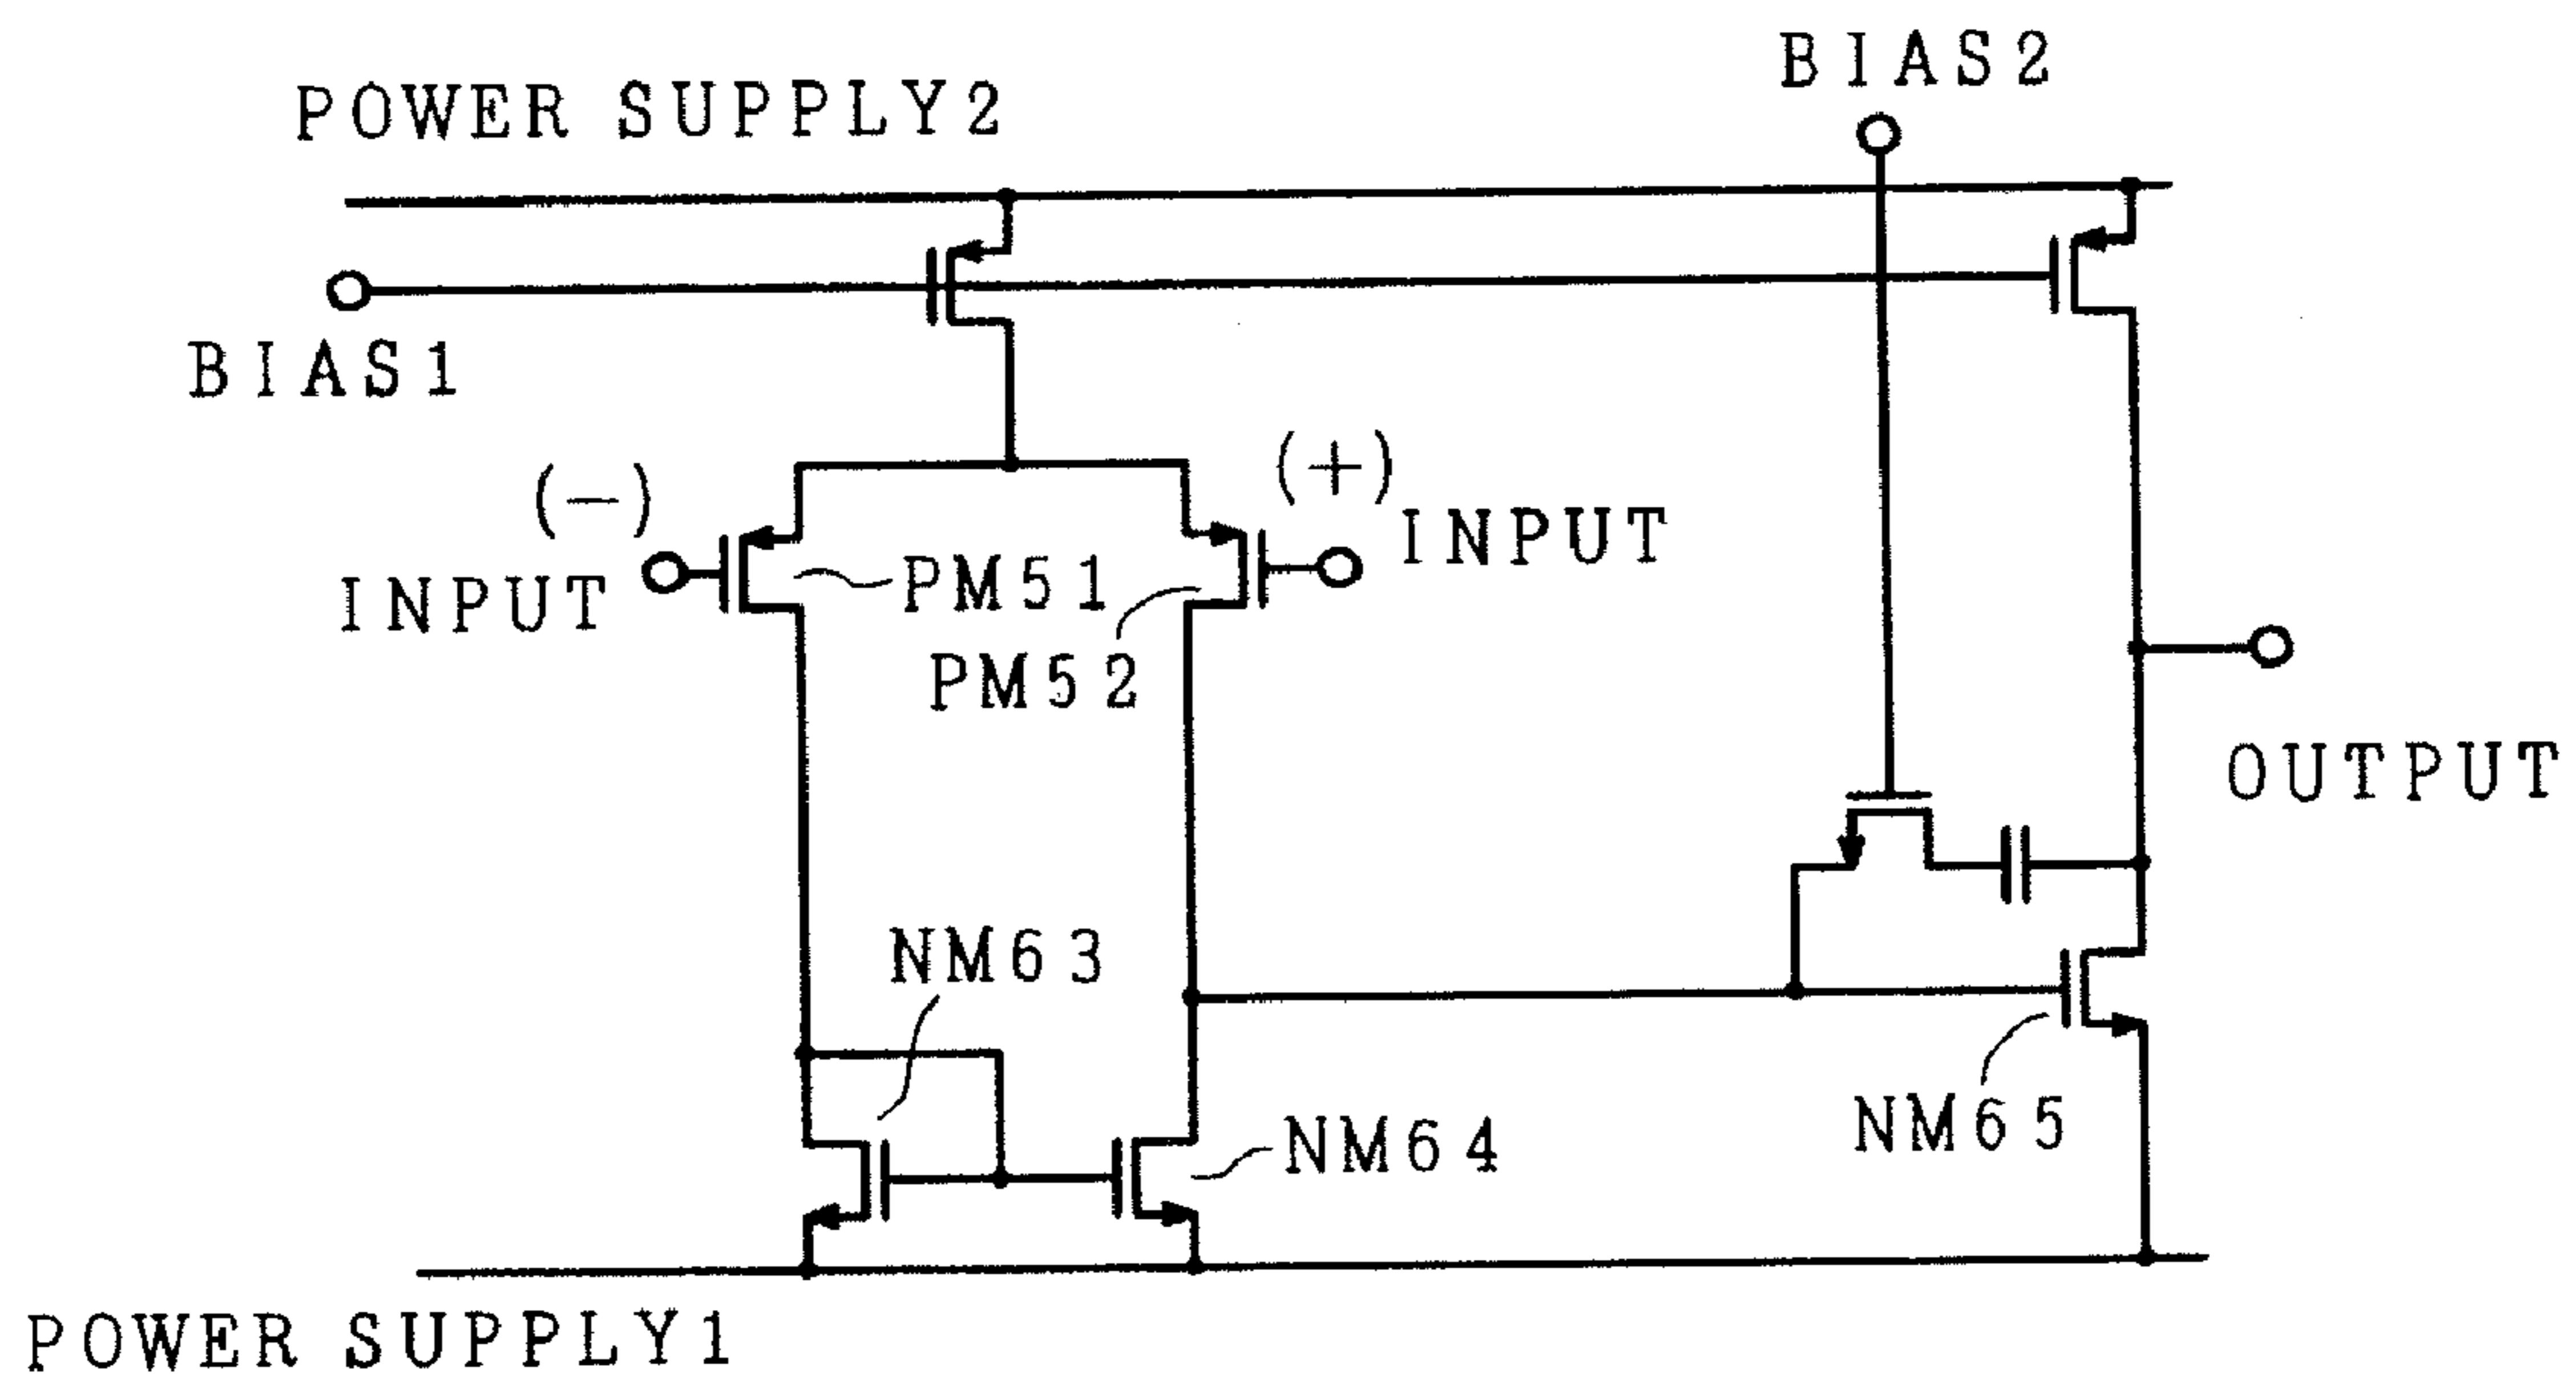 BIAS2
POWER SUPPLY2
BIAS1
(−)
(+)
INPUT
INPUT
PM51
PM52
OUTPUT
NM63
NM64
NM65
POWER SUPPLY1